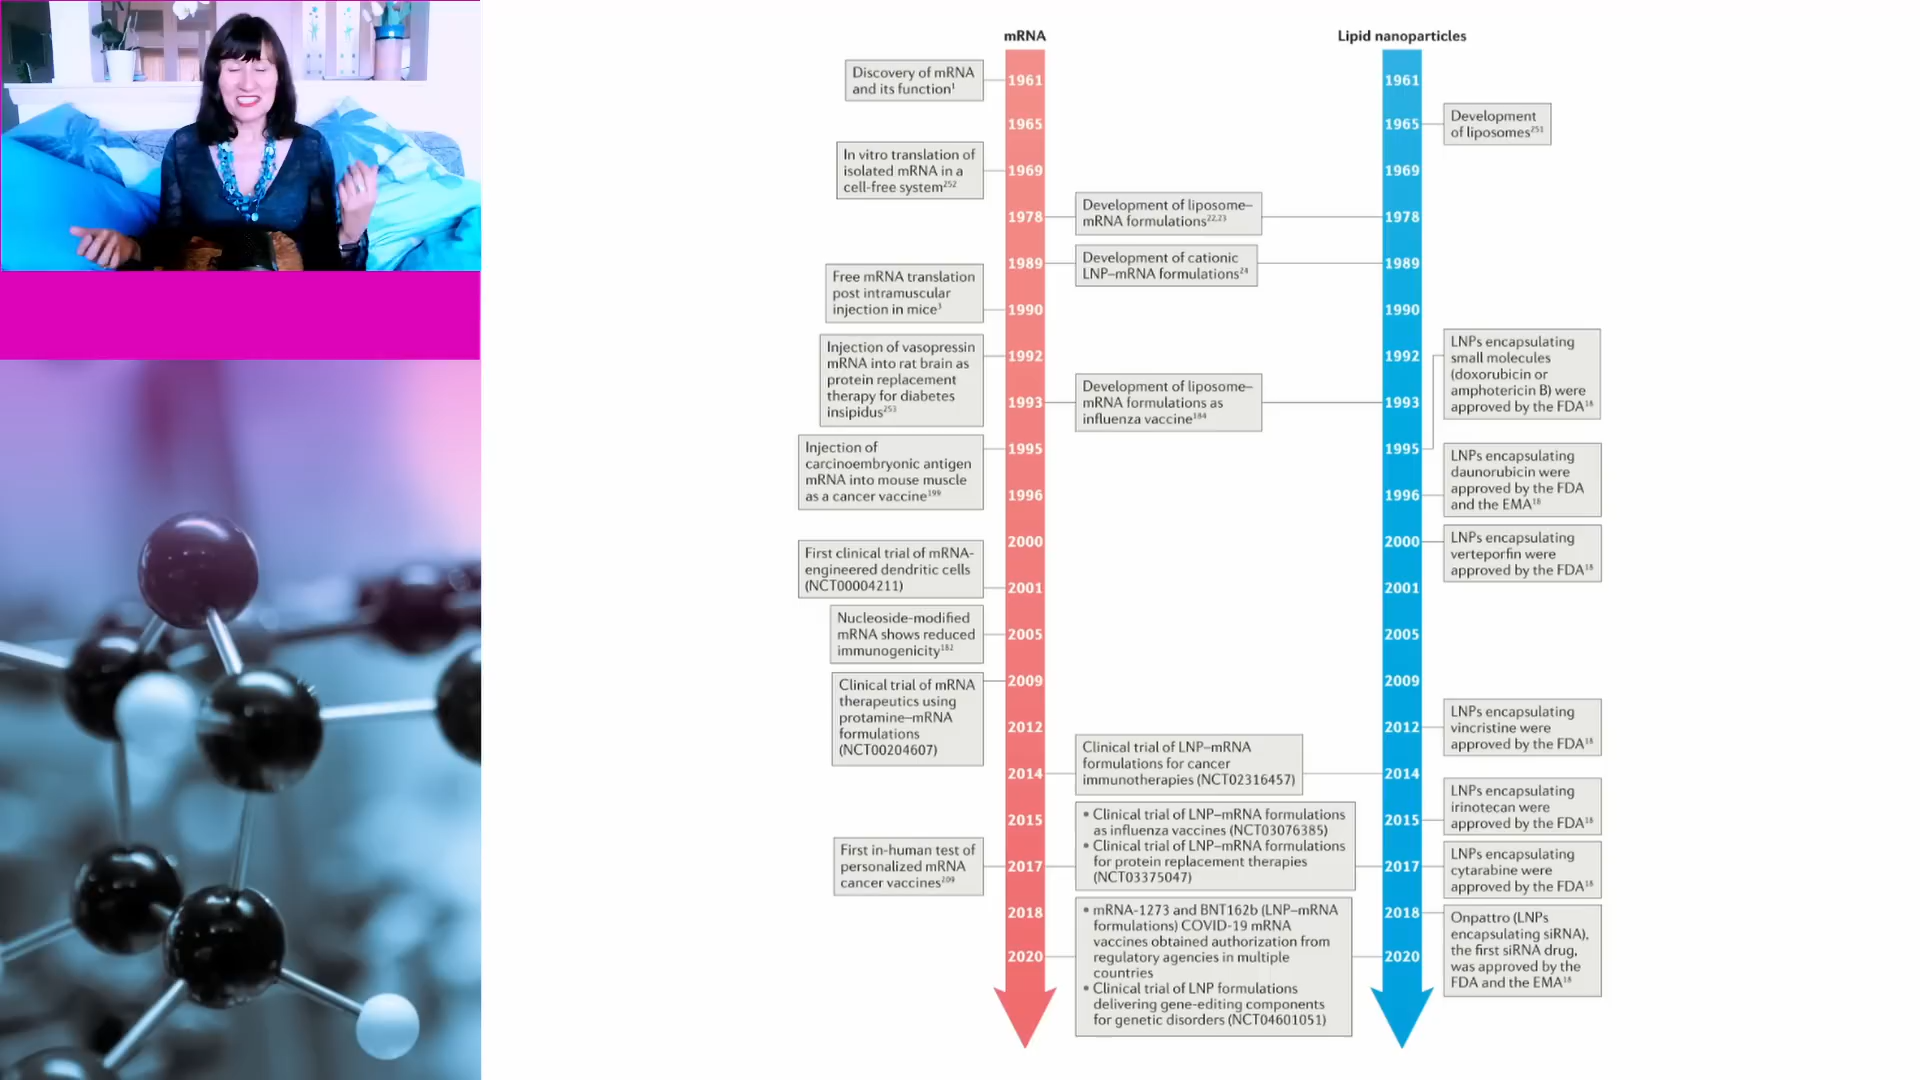 mRNA
Lipid nanoparticles
Discovery of mRNA
and its function¹
In vitro translation of
isolated mRNA in a
cell-free system²⁵²
Free mRNA translation
post intramuscular
injection in mice³
Injection of vasopressin
mRNA into rat brain as
protein replacement
therapy for diabetes
insipidus²⁵³
Injection of
carcinoembryonic antigen
mRNA into mouse muscle
as a cancer vaccine¹⁹⁹
First clinical trial of mRNA-
engineered dendritic cells
(NCT00004211)
Nucleoside-modified
mRNA shows reduced
immunogenicity¹⁸²
Clinical trial of mRNA
therapeutics using
protamine–mRNA
formulations
(NCT00204607)
First in-human test of
personalized mRNA
cancer vaccines²⁰⁹
1961
1965
1969
1978
1989
1990
1992
1993
1995
1996
2000
2001
2005
2009
2012
2014
2015
2017
2018
2020
Development of liposome–
mRNA formulations²²,²³
Development of cationic
LNP–mRNA formulations²⁴
Development of liposome–
mRNA formulations as
influenza vaccine¹⁸⁴
Clinical trial of LNP–mRNA
formulations for cancer
immunotherapies (NCT02316457)
• Clinical trial of LNP–mRNA formulations
as influenza vaccines (NCT03076385)
• Clinical trial of LNP–mRNA formulations
for protein replacement therapies
(NCT03375047)
• mRNA-1273 and BNT162b (LNP–mRNA
formulations) COVID-19 mRNA
vaccines obtained authorization from
regulatory agencies in multiple
countries
• Clinical trial of LNP formulations
delivering gene-editing components
for genetic disorders (NCT04601051)
1961
1965
1969
1978
1989
1990
1992
1993
1995
1996
2000
2001
2005
2009
2012
2014
2015
2017
2018
2020
Development
of liposomes²⁵¹
LNPs encapsulating
small molecules
(doxorubicin or
amphotericin B) were
approved by the FDA¹⁸
LNPs encapsulating
daunorubicin were
approved by the FDA
and the EMA¹⁸
LNPs encapsulating
verteporfin were
approved by the FDA¹⁸
LNPs encapsulating
vincristine were
approved by the FDA¹⁸
LNPs encapsulating
irinotecan were
approved by the FDA¹⁸
LNPs encapsulating
cytarabine were
approved by the FDA¹⁸
Onpattro (LNPs
encapsulating siRNA),
the first siRNA drug,
was approved by the
FDA and the EMA¹⁸